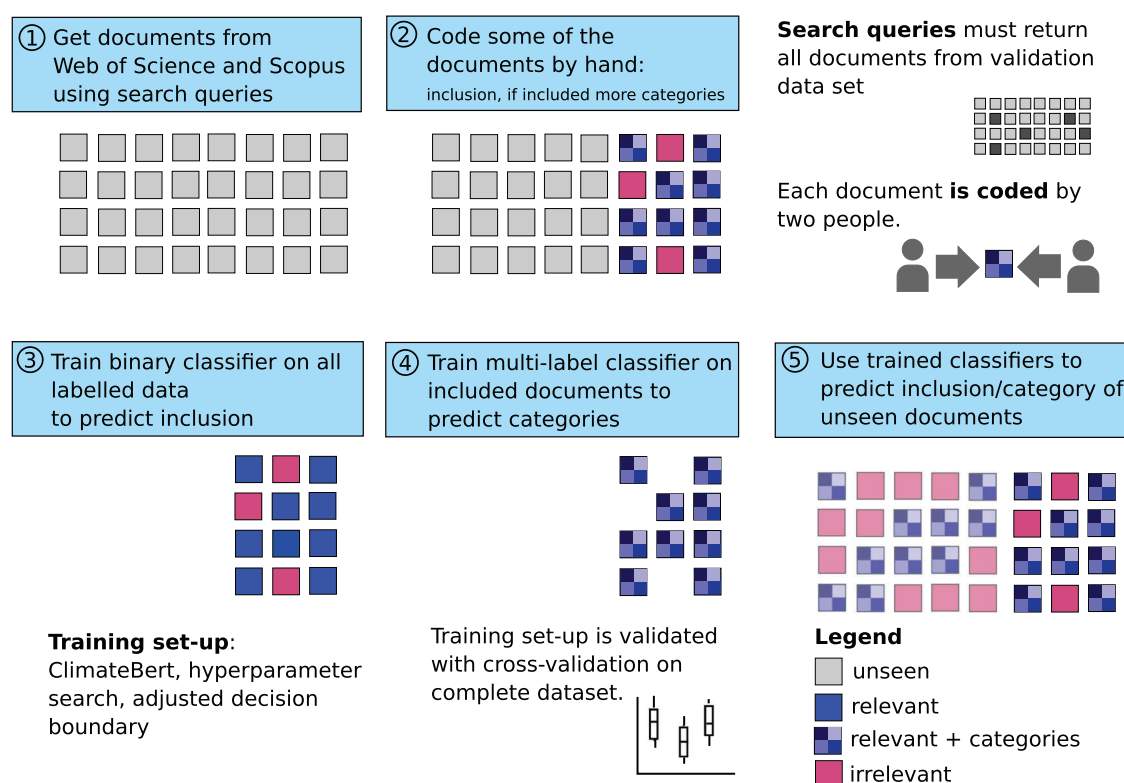 ① Get documents from
Web of Science and Scopus
using search queries
② Code some of the
documents by hand:
inclusion, if included more categories
Search queries must return
all documents from validation
data set
Each document is coded by
two people.
③ Train binary classifier on all
labelled data
to predict inclusion
④ Train multi-label classifier on
included documents to
predict categories
⑤ Use trained classifiers to
predict inclusion/category of
unseen documents
Training set-up:
ClimateBert, hyperparameter
search, adjusted decision
boundary
Training set-up is validated
with cross-validation on
complete dataset.
Legend
unseen
relevant
relevant + categories
irrelevant